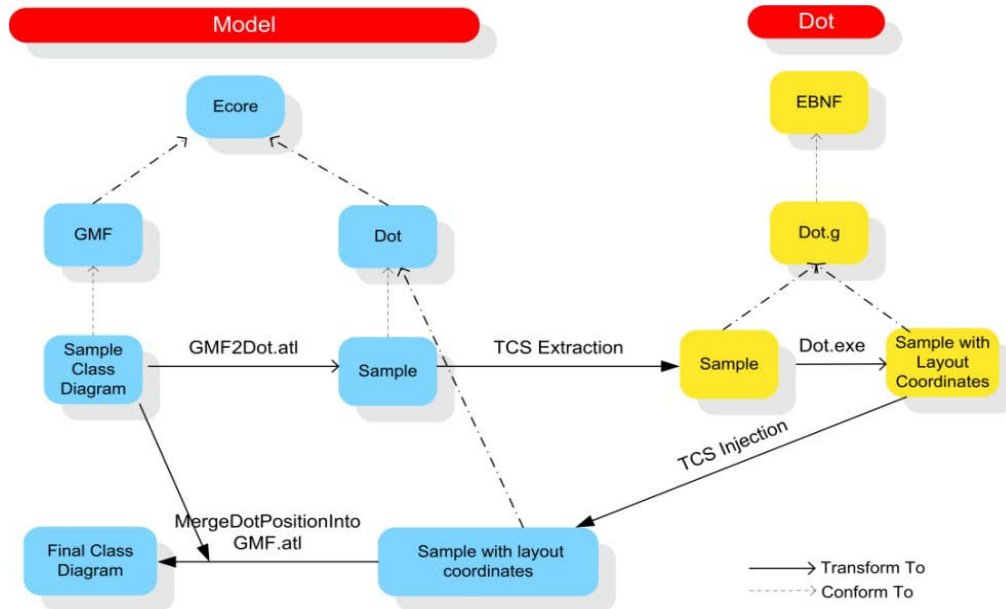 Model
Dot
Ecore
EBNF
GMF
Dot
Dot.g
Sample
Class
Diagram
GMF2Dot.atl
Sample
TCS Extraction
Sample
Dot.exe
Sample with
Layout
Coordinates
TCS Injection
MergeDotPositionInto
GMF.atl
Final Class
Diagram
Sample with layout
coordinates
Transform To
Conform To